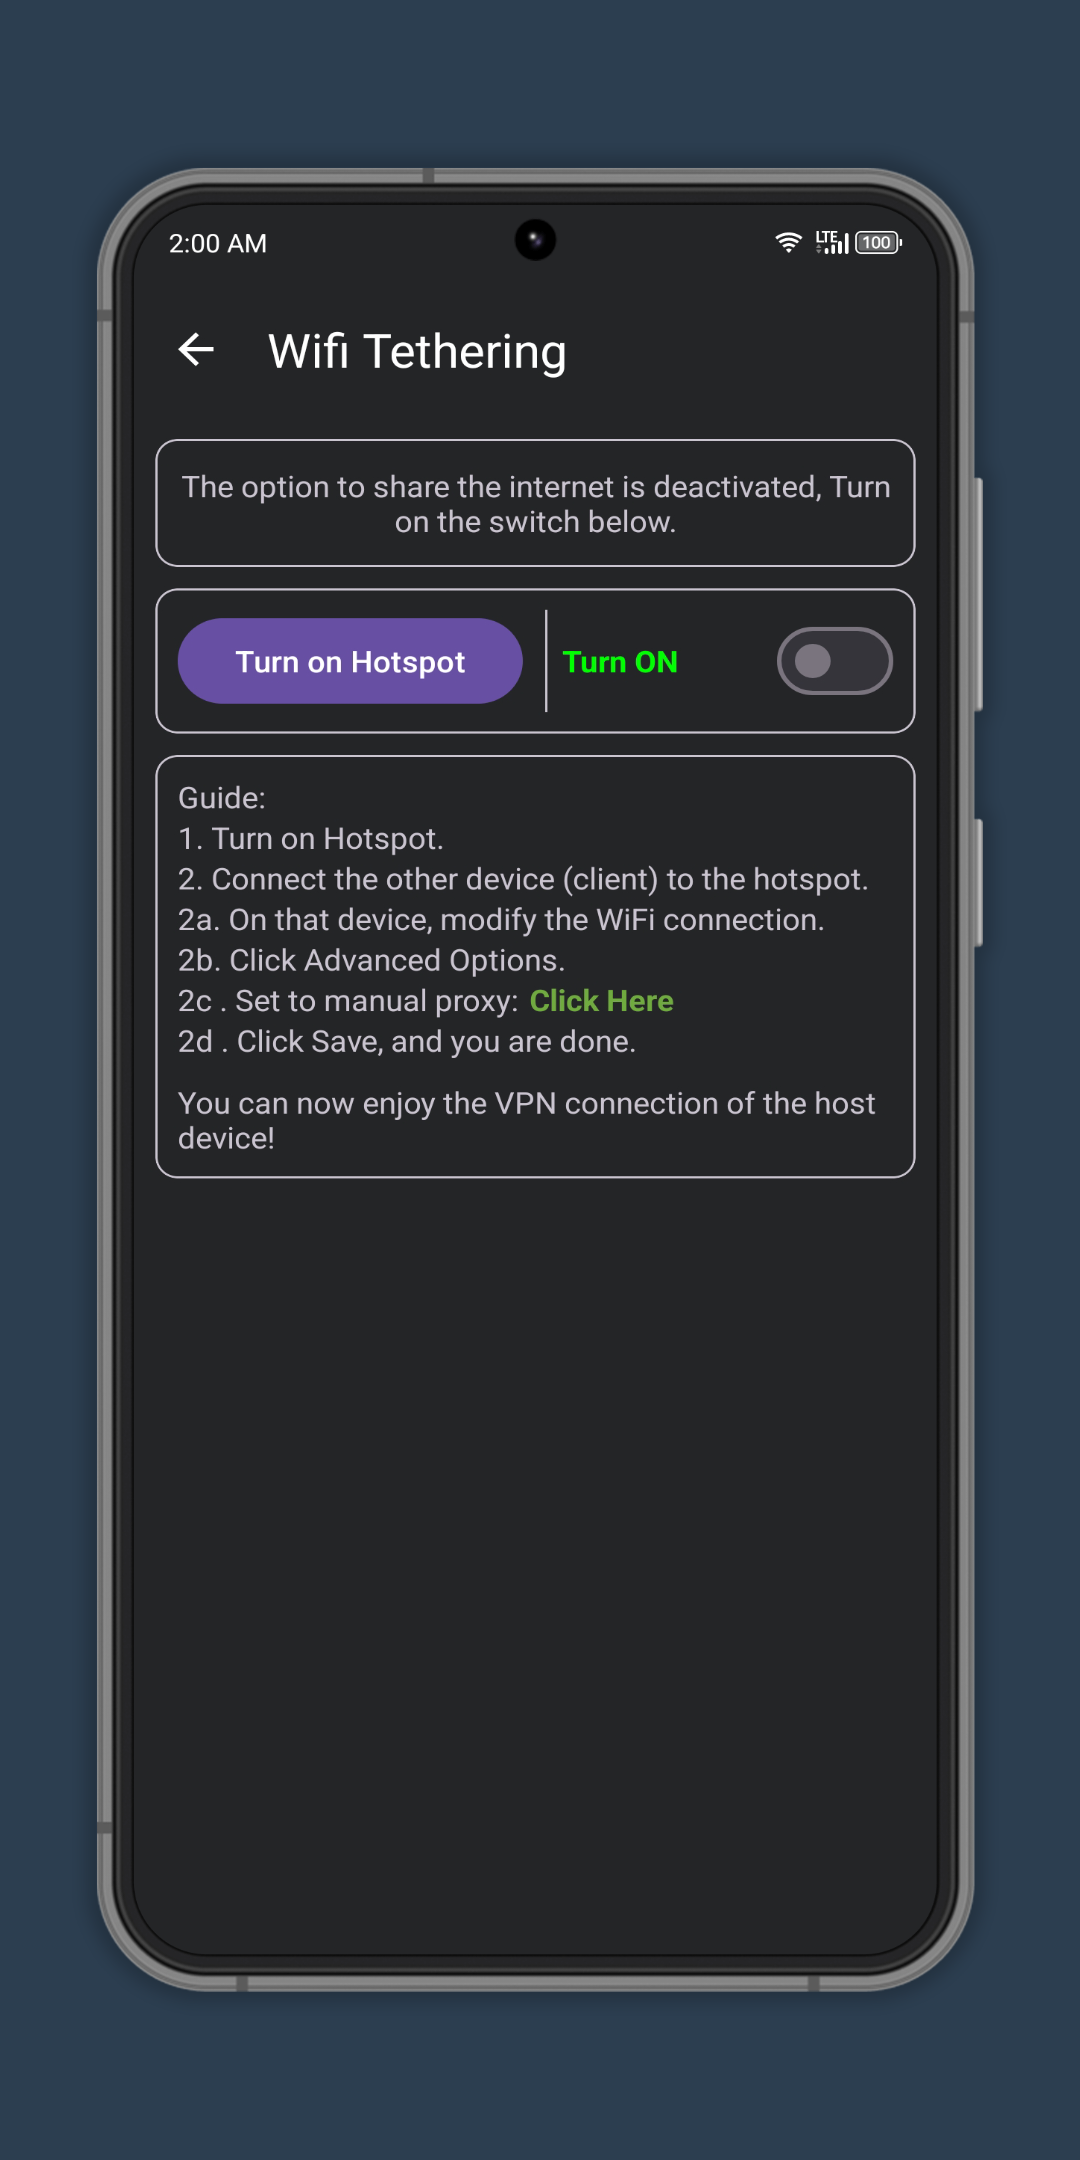 2:00 AM
LTE
100
Wifi Tethering
The option to share the internet is deactivated, Turn
on the switch below.
Turn on Hotspot
Turn ON
Guide:
1. Turn on Hotspot.
2. Connect the other device (client) to the hotspot.
2a. On that device, modify the WiFi connection.
2b. Click Advanced Options.
2c . Set to manual proxy: Click Here
2d . Click Save, and you are done.
You can now enjoy the VPN connection of the host
device!